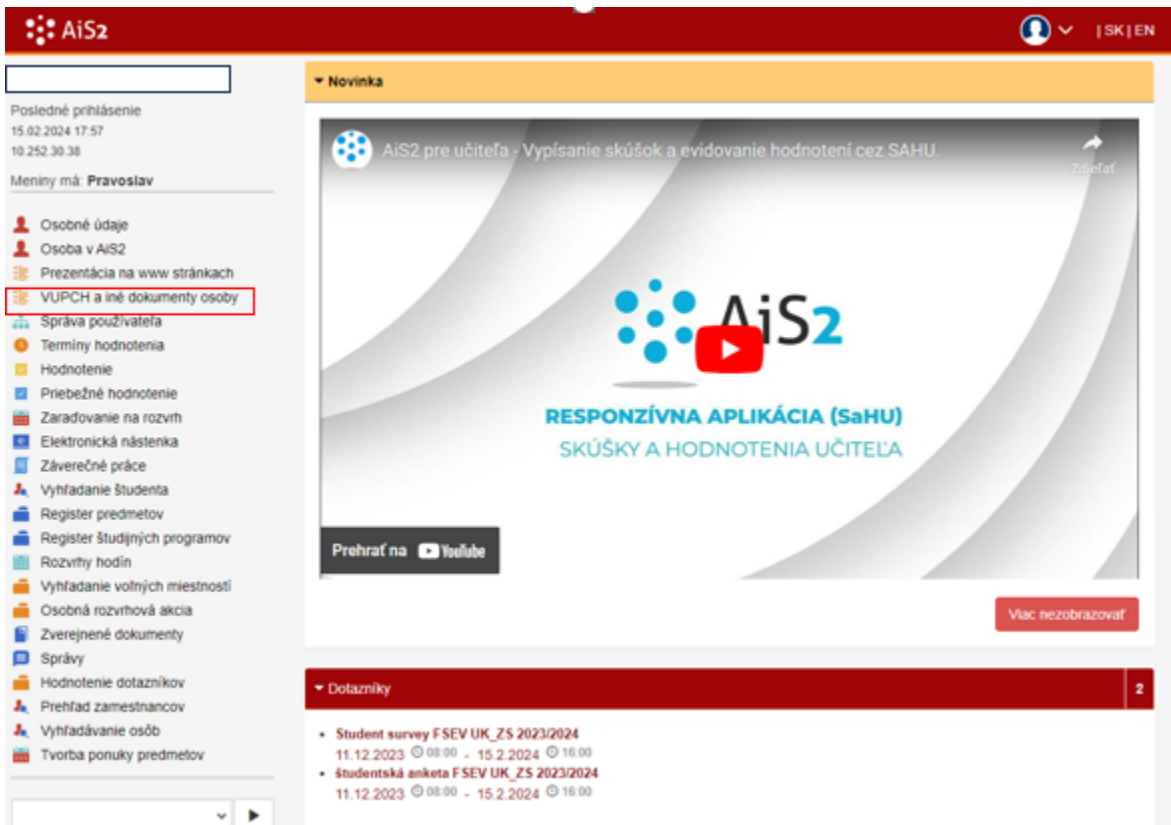 AiS2
| SK | EN
Posledné prihlásenie
15.02.2024 17:57
10.252.30.38
Meniny má: Pravoslav
Osobné údaje
Osoba v AiS2
Prezentácia na www stránkach
VUPCH a iné dokumenty osoby
Správa používateľa
Termíny hodnotenia
Hodnotenie
Priebežné hodnotenie
Zaraďovanie na rozvrh
Elektronická nástenka
Záverečné práce
Vyhľadanie študenta
Register predmetov
Register študijných programov
Rozvrhy hodín
Vyhľadanie voľných miestností
Osobná rozvrhová akcia
Zverejnené dokumenty
Správy
Hodnotenie dotazníkov
Prehľad zamestnancov
Vyhľadávanie osôb
Tvorba ponuky predmetov
Novinka
AiS2 pre učiteľa - Vypísanie skúšok a evidovanie hodnotení cez SAHU.
Zdieľať
AiS2
RESPONZÍVNA APLIKÁCIA (SaHU)
SKÚŠKY A HODNOTENIA UČITEĽA
Prehrať na YouTube
Viac nezobrazovať
Dotazníky 2
Student survey FSEV UK_ZS 2023/2024
11.12.2023 08:00 - 15.2.2024 16:00
študentská anketa FSEV UK_ZS 2023/2024
11.12.2023 08:00 - 15.2.2024 16:00